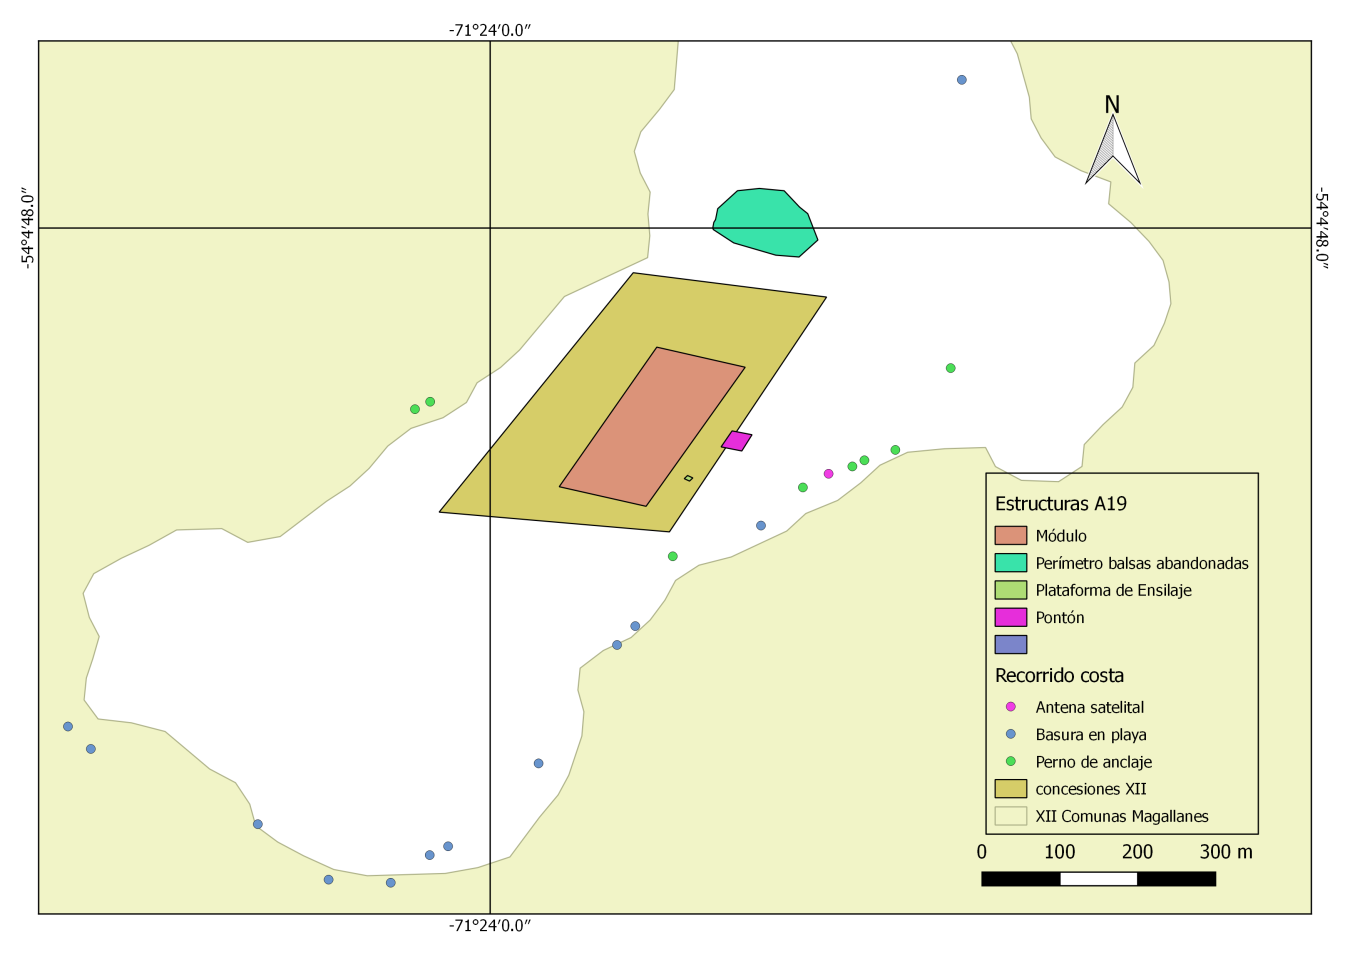 -71°24′0.0″
N
-54°4′48.0″
-54°4′48.0″
Estructuras A19
Módulo
Perímetro balsas abandonadas
Plataforma de Ensilaje
Pontón
Recorrido costa
Antena satelital
Basura en playa
Perno de anclaje
concesiones XII
XII Comunas Magallanes
0 100 200 300 m
-71°24′0.0″